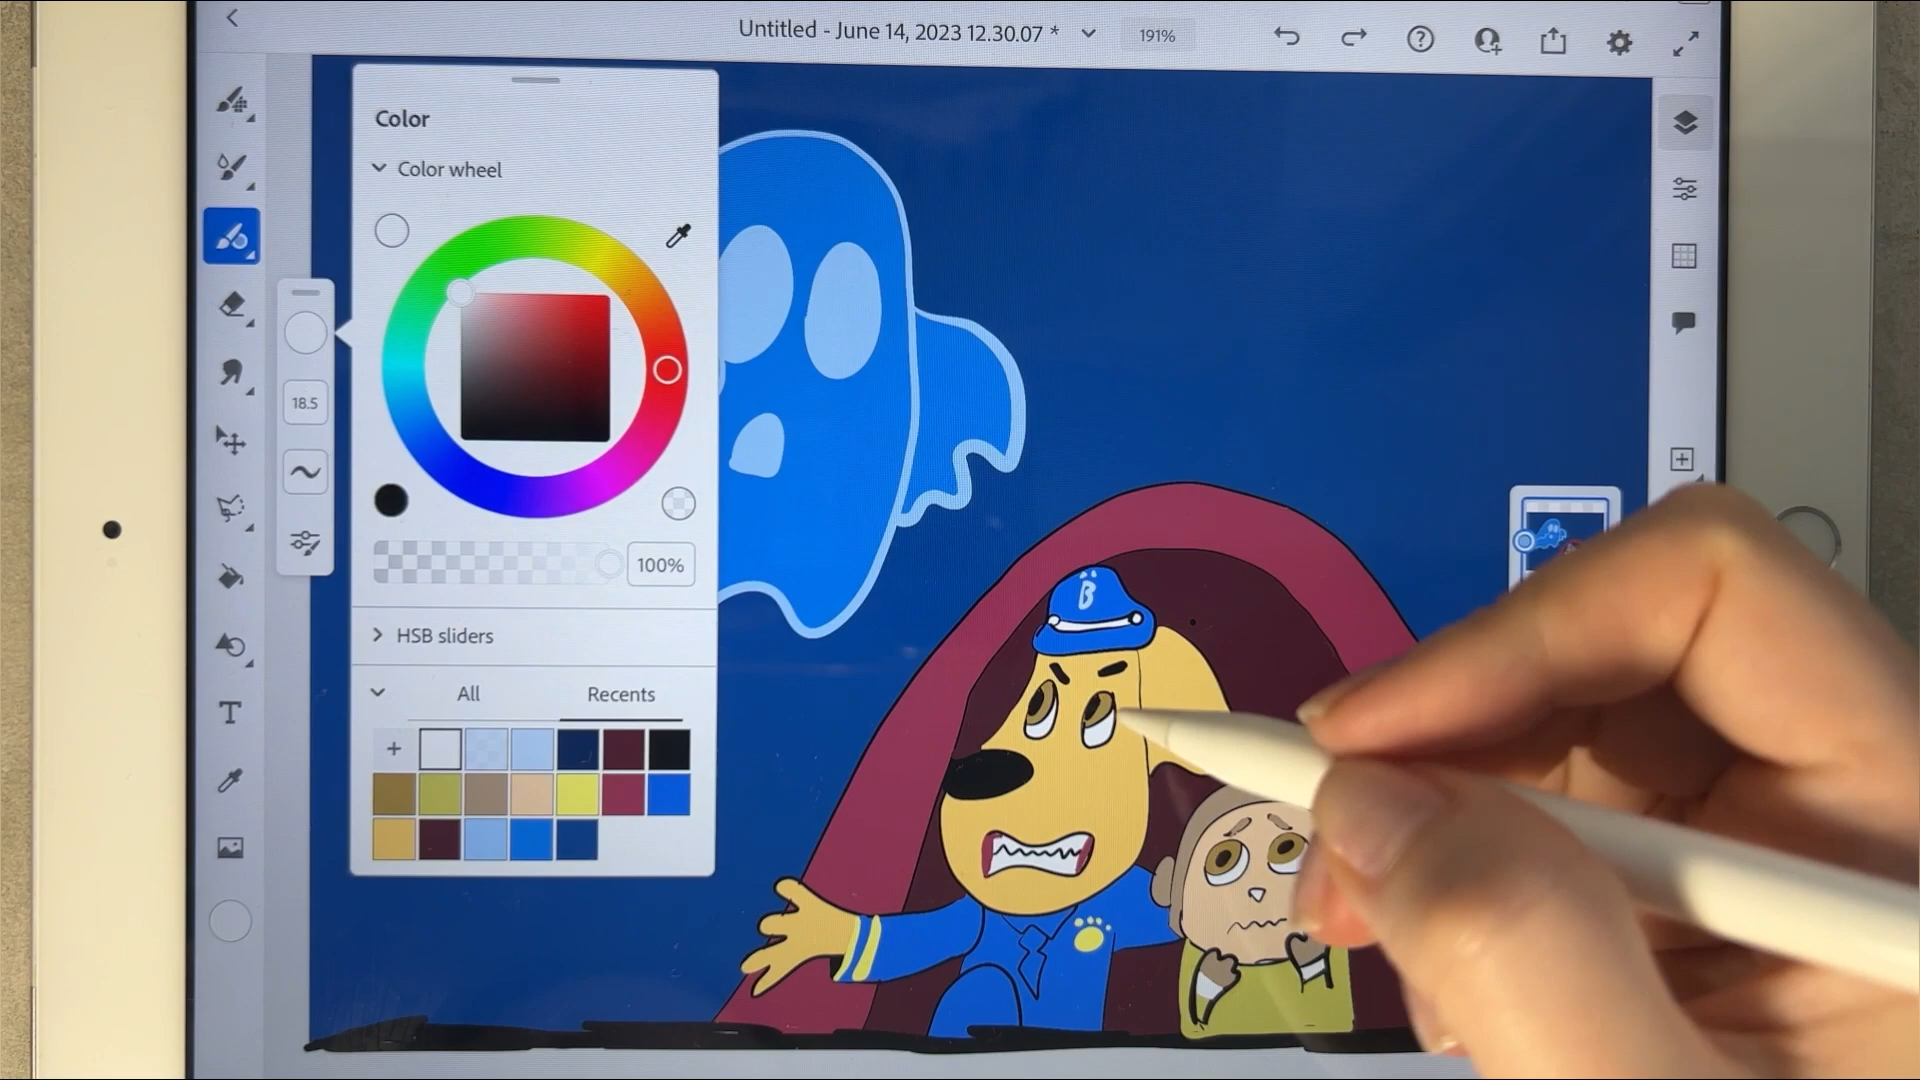 Untitled - June 14, 2023 12.30.07 *
191%
Color
Color wheel
18.5
100%
HSB sliders
All
Recents
T
B